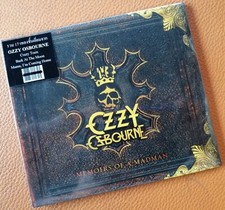 OZZY OSBOURNE
Crazy Train
Bark At The Moon
Mama, I'm Coming Home
OZZY
OSBOURNE
MEMOIRS OF A MADMAN